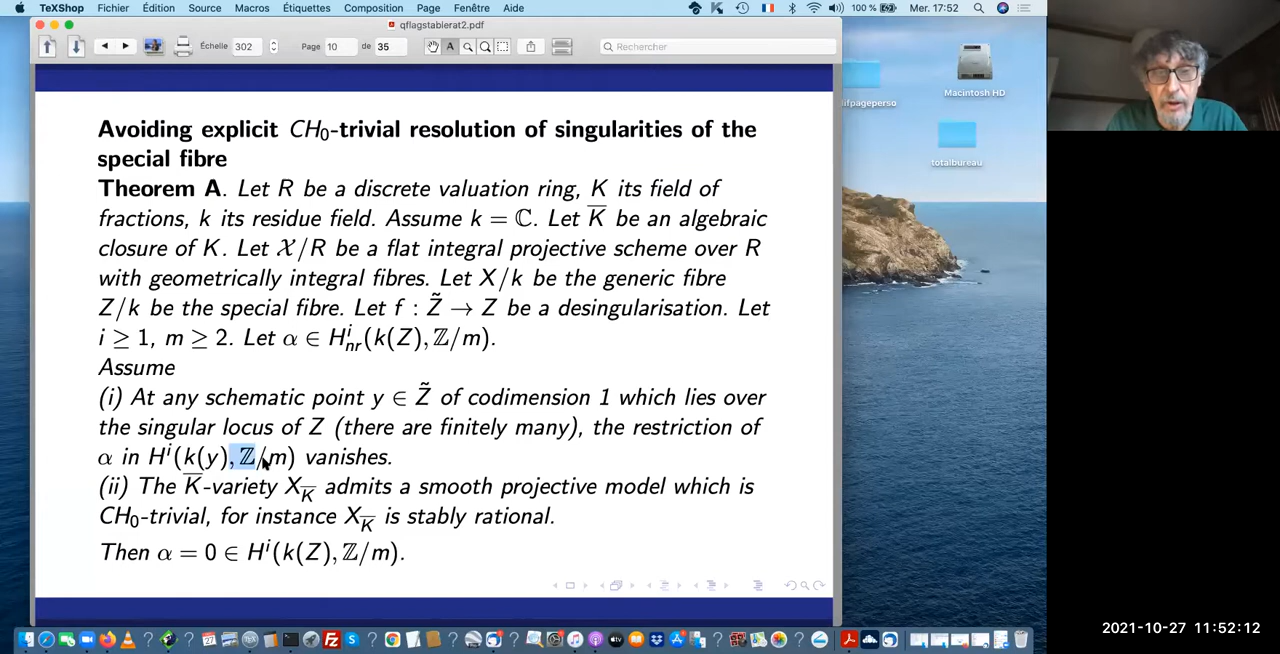 TeXShop Fichier Édition Source Macros Étiquettes Composition Page Fenêtre Aide 100 % Mer. 17:52
qflagstablerat2.pdf
Échelle 302 Page 10 de 35 Rechercher
Avoiding explicit CH₀-trivial resolution of singularities of the
special fibre
Theorem A. Let R be a discrete valuation ring, K its field of
fractions, k its residue field. Assume k = ℂ. Let K̅ be an algebraic
closure of K. Let 𝒳/R be a flat integral projective scheme over R
with geometrically integral fibres. Let X/k be the generic fibre
Z/k be the special fibre. Let f : Z̃ → Z be a desingularisation. Let
i ≥ 1, m ≥ 2. Let α ∈ Hⁱₙᵣ(k(Z), ℤ/m).
Assume
(i) At any schematic point y ∈ Z̃ of codimension 1 which lies over
the singular locus of Z (there are finitely many), the restriction of
α in Hⁱ(k(y), ℤ/m) vanishes.
(ii) The K̅-variety X_K̅ admits a smooth projective model which is
CH₀-trivial, for instance X_K̅ is stably rational.
Then α = 0 ∈ Hⁱ(k(Z), ℤ/m).
ifpageperso
Macintosh HD
totalbureau
2021-10-27 11:52:12